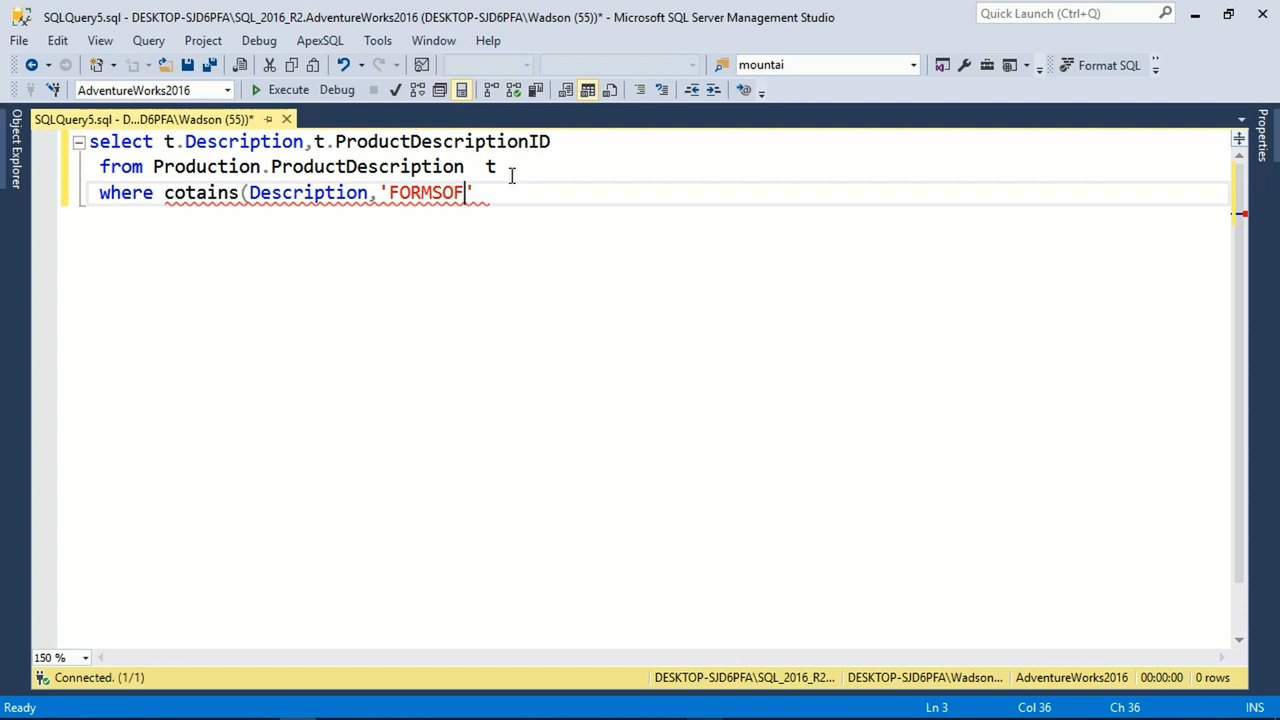 SQLQuery5.sql - DESKTOP-SJD6PFA\SQL_2016_R2.AdventureWorks2016 (DESKTOP-SJD6PFA\Wadson (55))* - Microsoft SQL Server Management Studio
Quick Launch (Ctrl+Q)
File Edit View Query Project Debug ApexSQL Tools Window Help
mountai
Format SQL
AdventureWorks2016
Execute Debug
SQLQuery5.sql - D...D6PFA\Wadson (55))*
Object Explorer
Properties
select t.Description,t.ProductDescriptionID
from Production.ProductDescription t
where cotains(Description,'FORMSOF'
150 %
Connected. (1/1)
DESKTOP-SJD6PFA\SQL_2016_R2... DESKTOP-SJD6PFA\Wadson... AdventureWorks2016 00:00:00 0 rows
Ready Ln 3 Col 36 Ch 36 INS